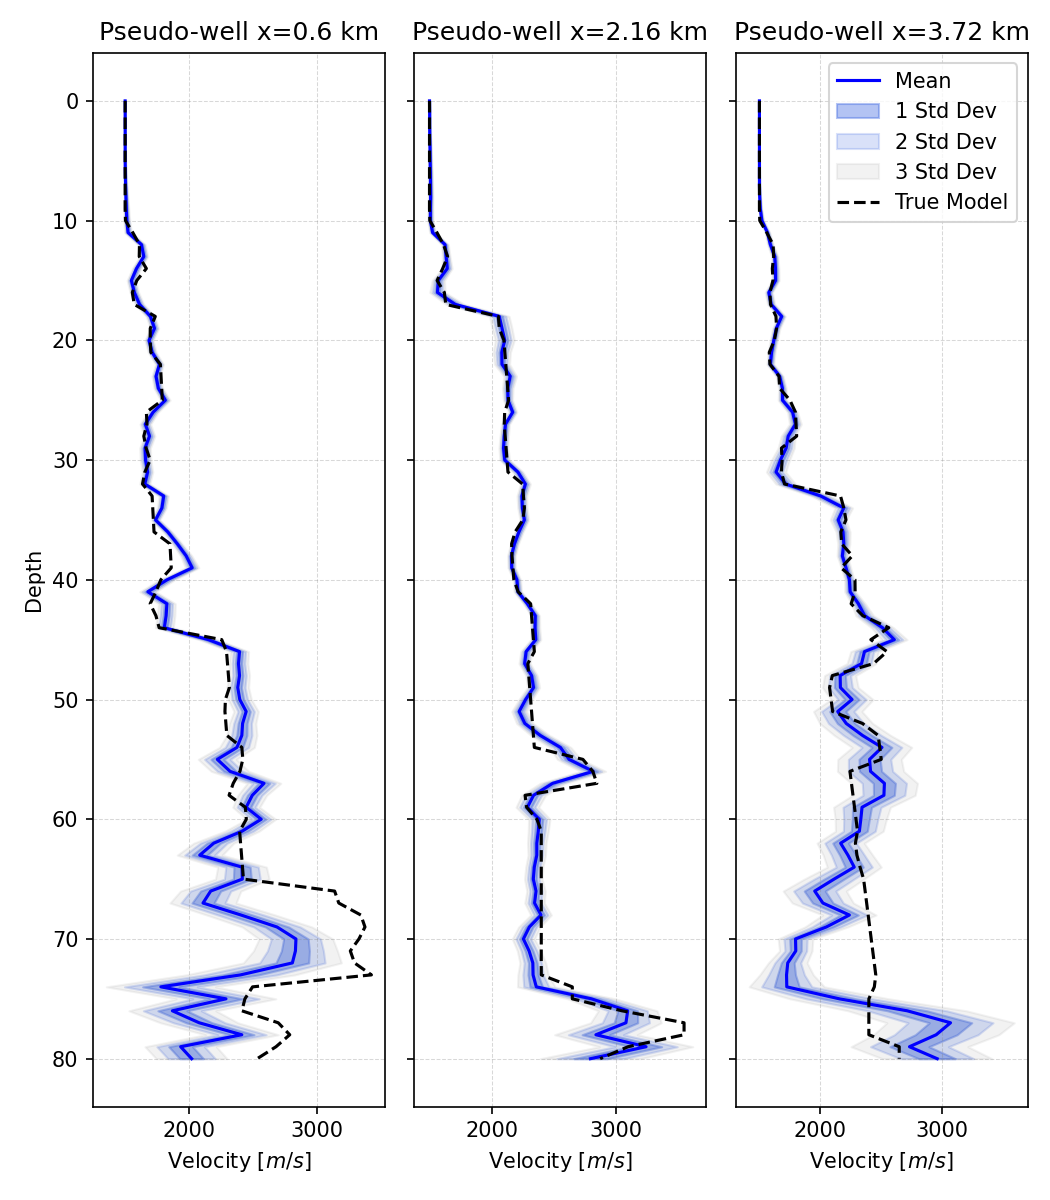 Pseudo-well x=0.6 km
Pseudo-well x=2.16 km
Pseudo-well x=3.72 km
Mean
1 Std Dev
2 Std Dev
3 Std Dev
True Model
Depth
0
10
20
30
40
50
60
70
80
2000 3000
2000 3000
2000 3000
Velocity [m/s]
Velocity [m/s]
Velocity [m/s]